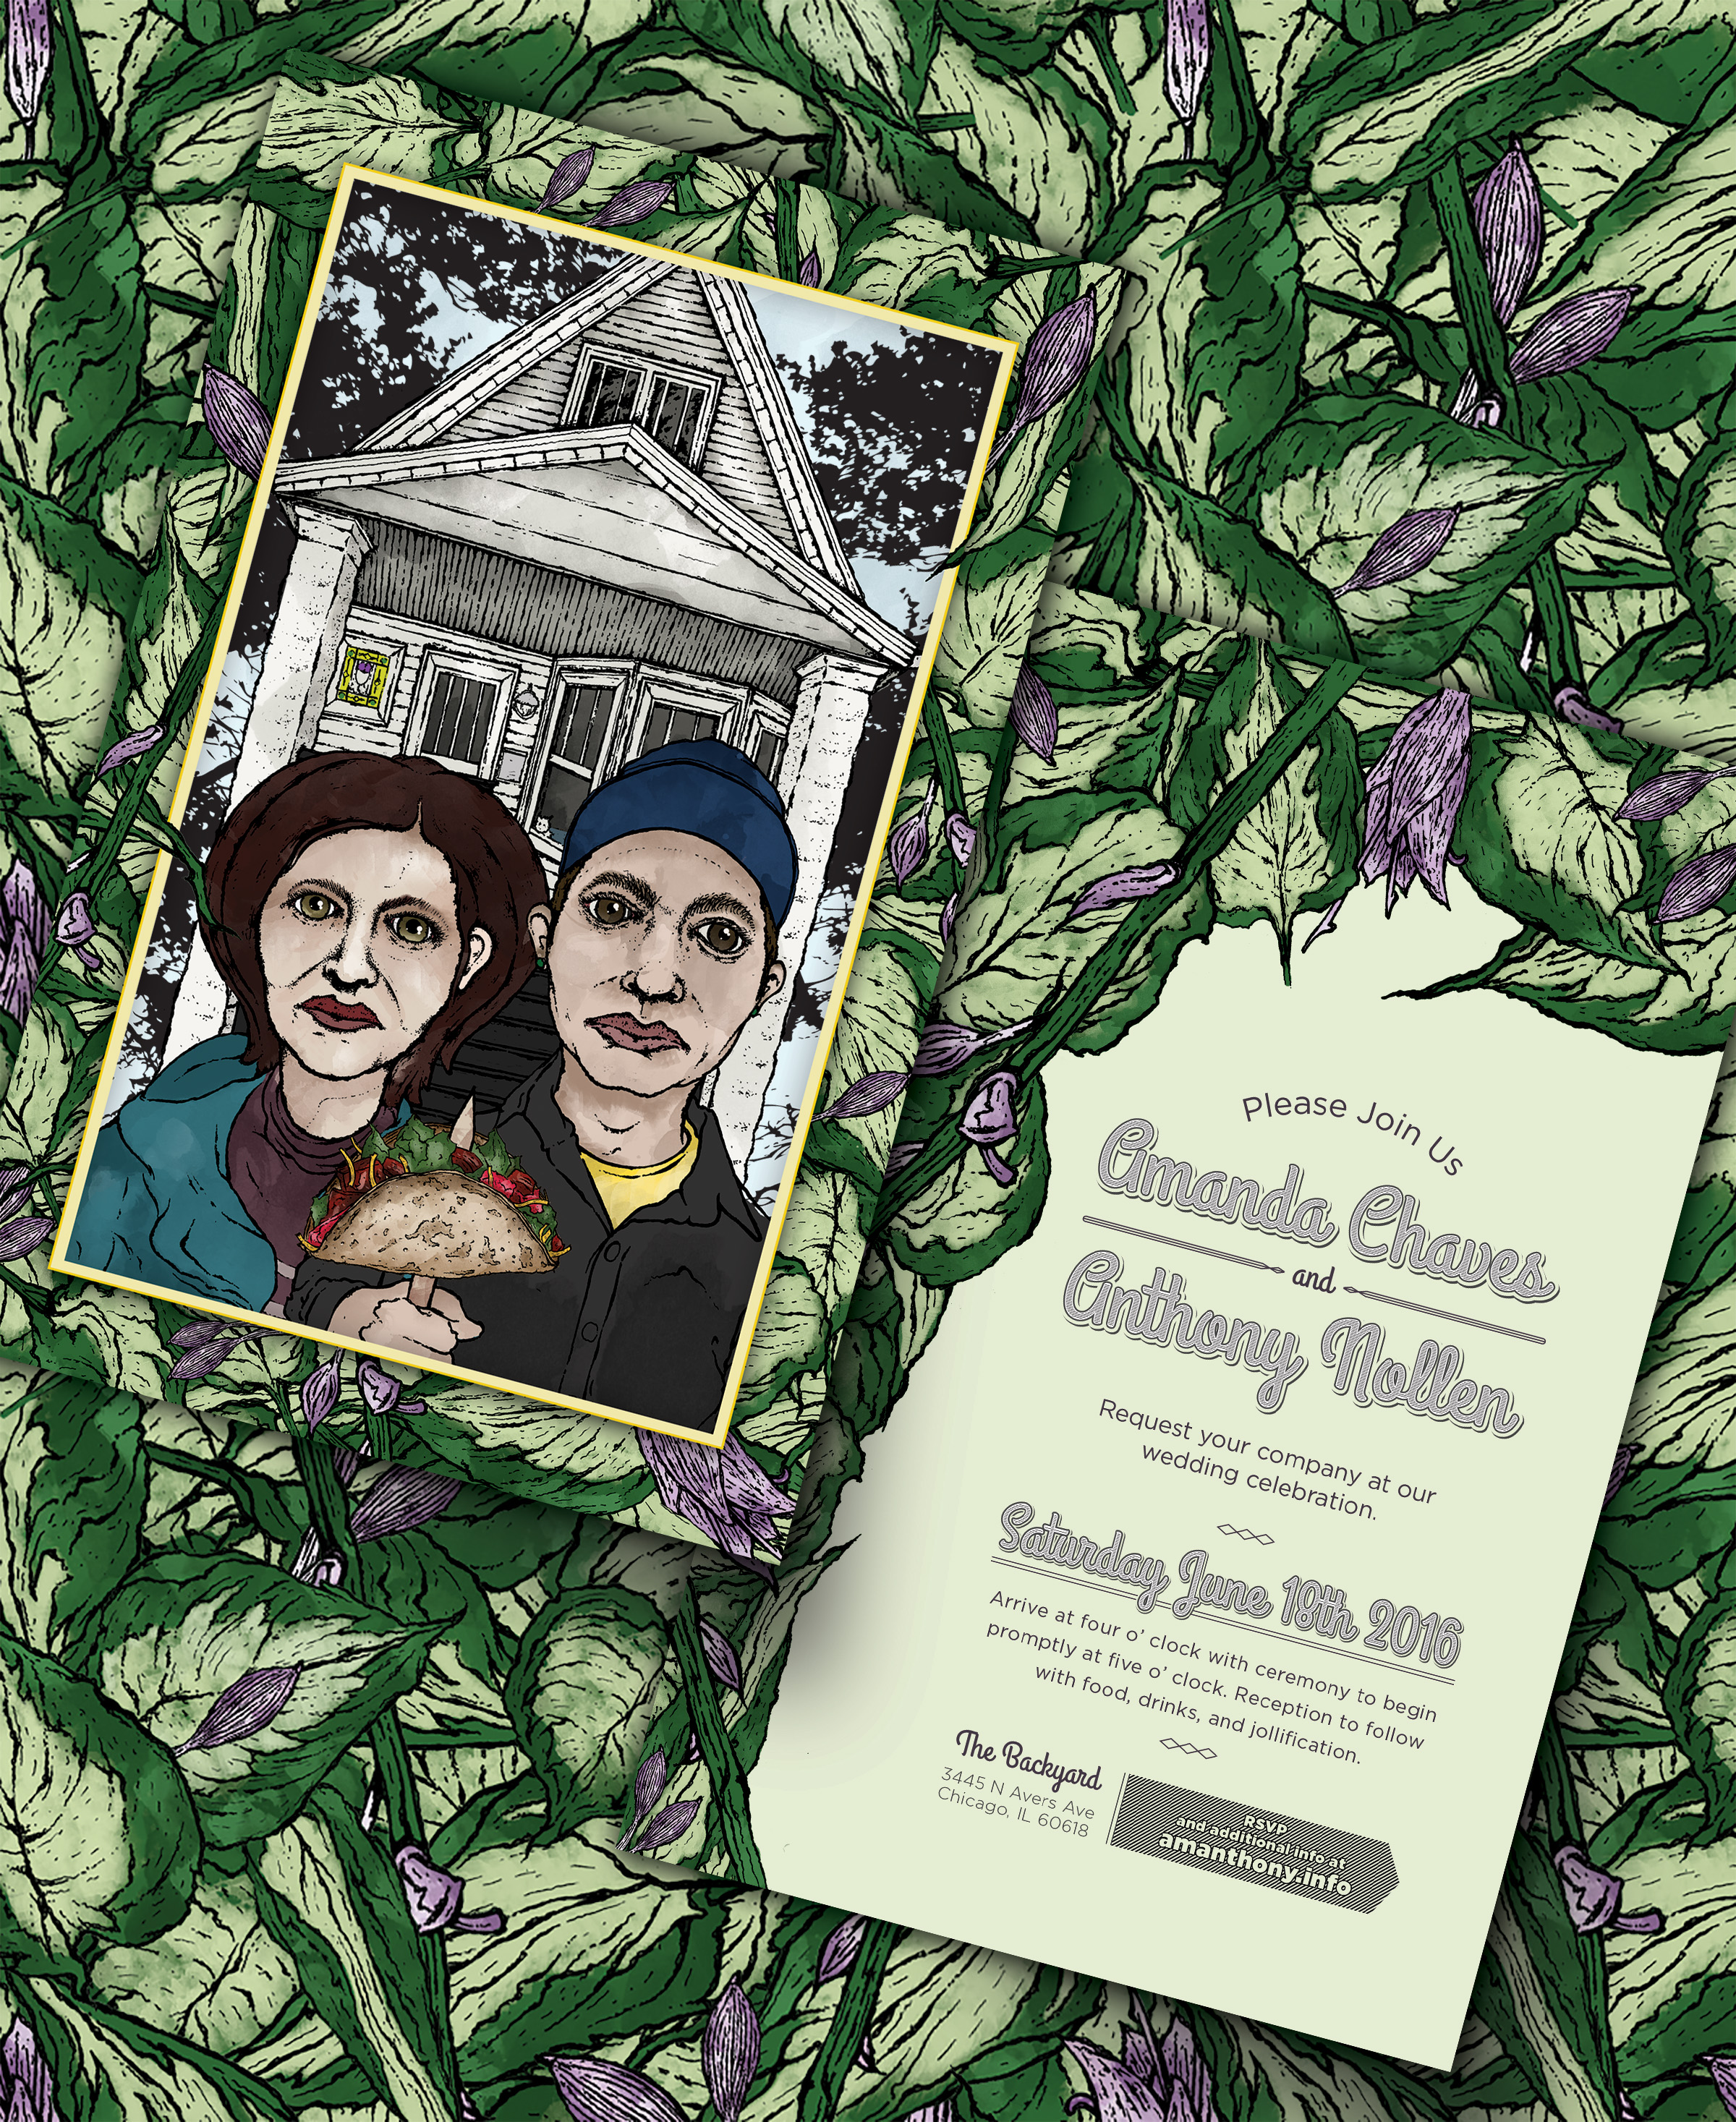 Please Join Us
Amanda Chaves
and
Anthony Nollen
Request your company at our
wedding celebration.
Saturday June 18th 2016
Arrive at four o' clock with ceremony to begin
promptly at five o' clock. Reception to follow
with food, drinks, and jollification.
The Backyard
3445 N Avers Ave
Chicago, IL 60618
RSVP
and additional info at
amanthony.info